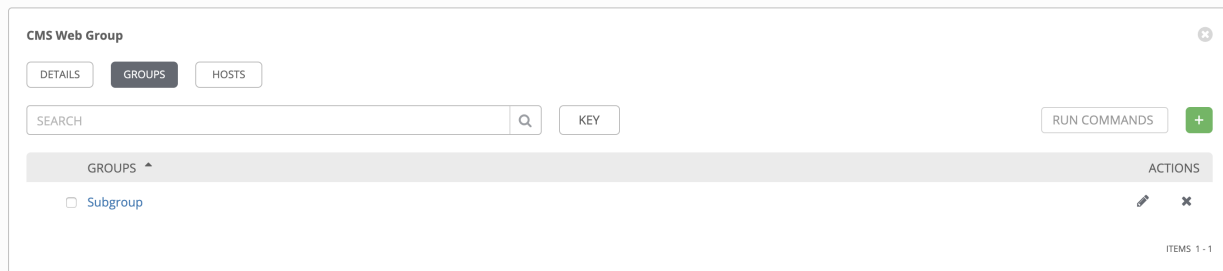 CMS Web Group
DETAILS GROUPS HOSTS
SEARCH KEY RUN COMMANDS +
GROUPS ACTIONS
Subgroup
ITEMS 1 - 1